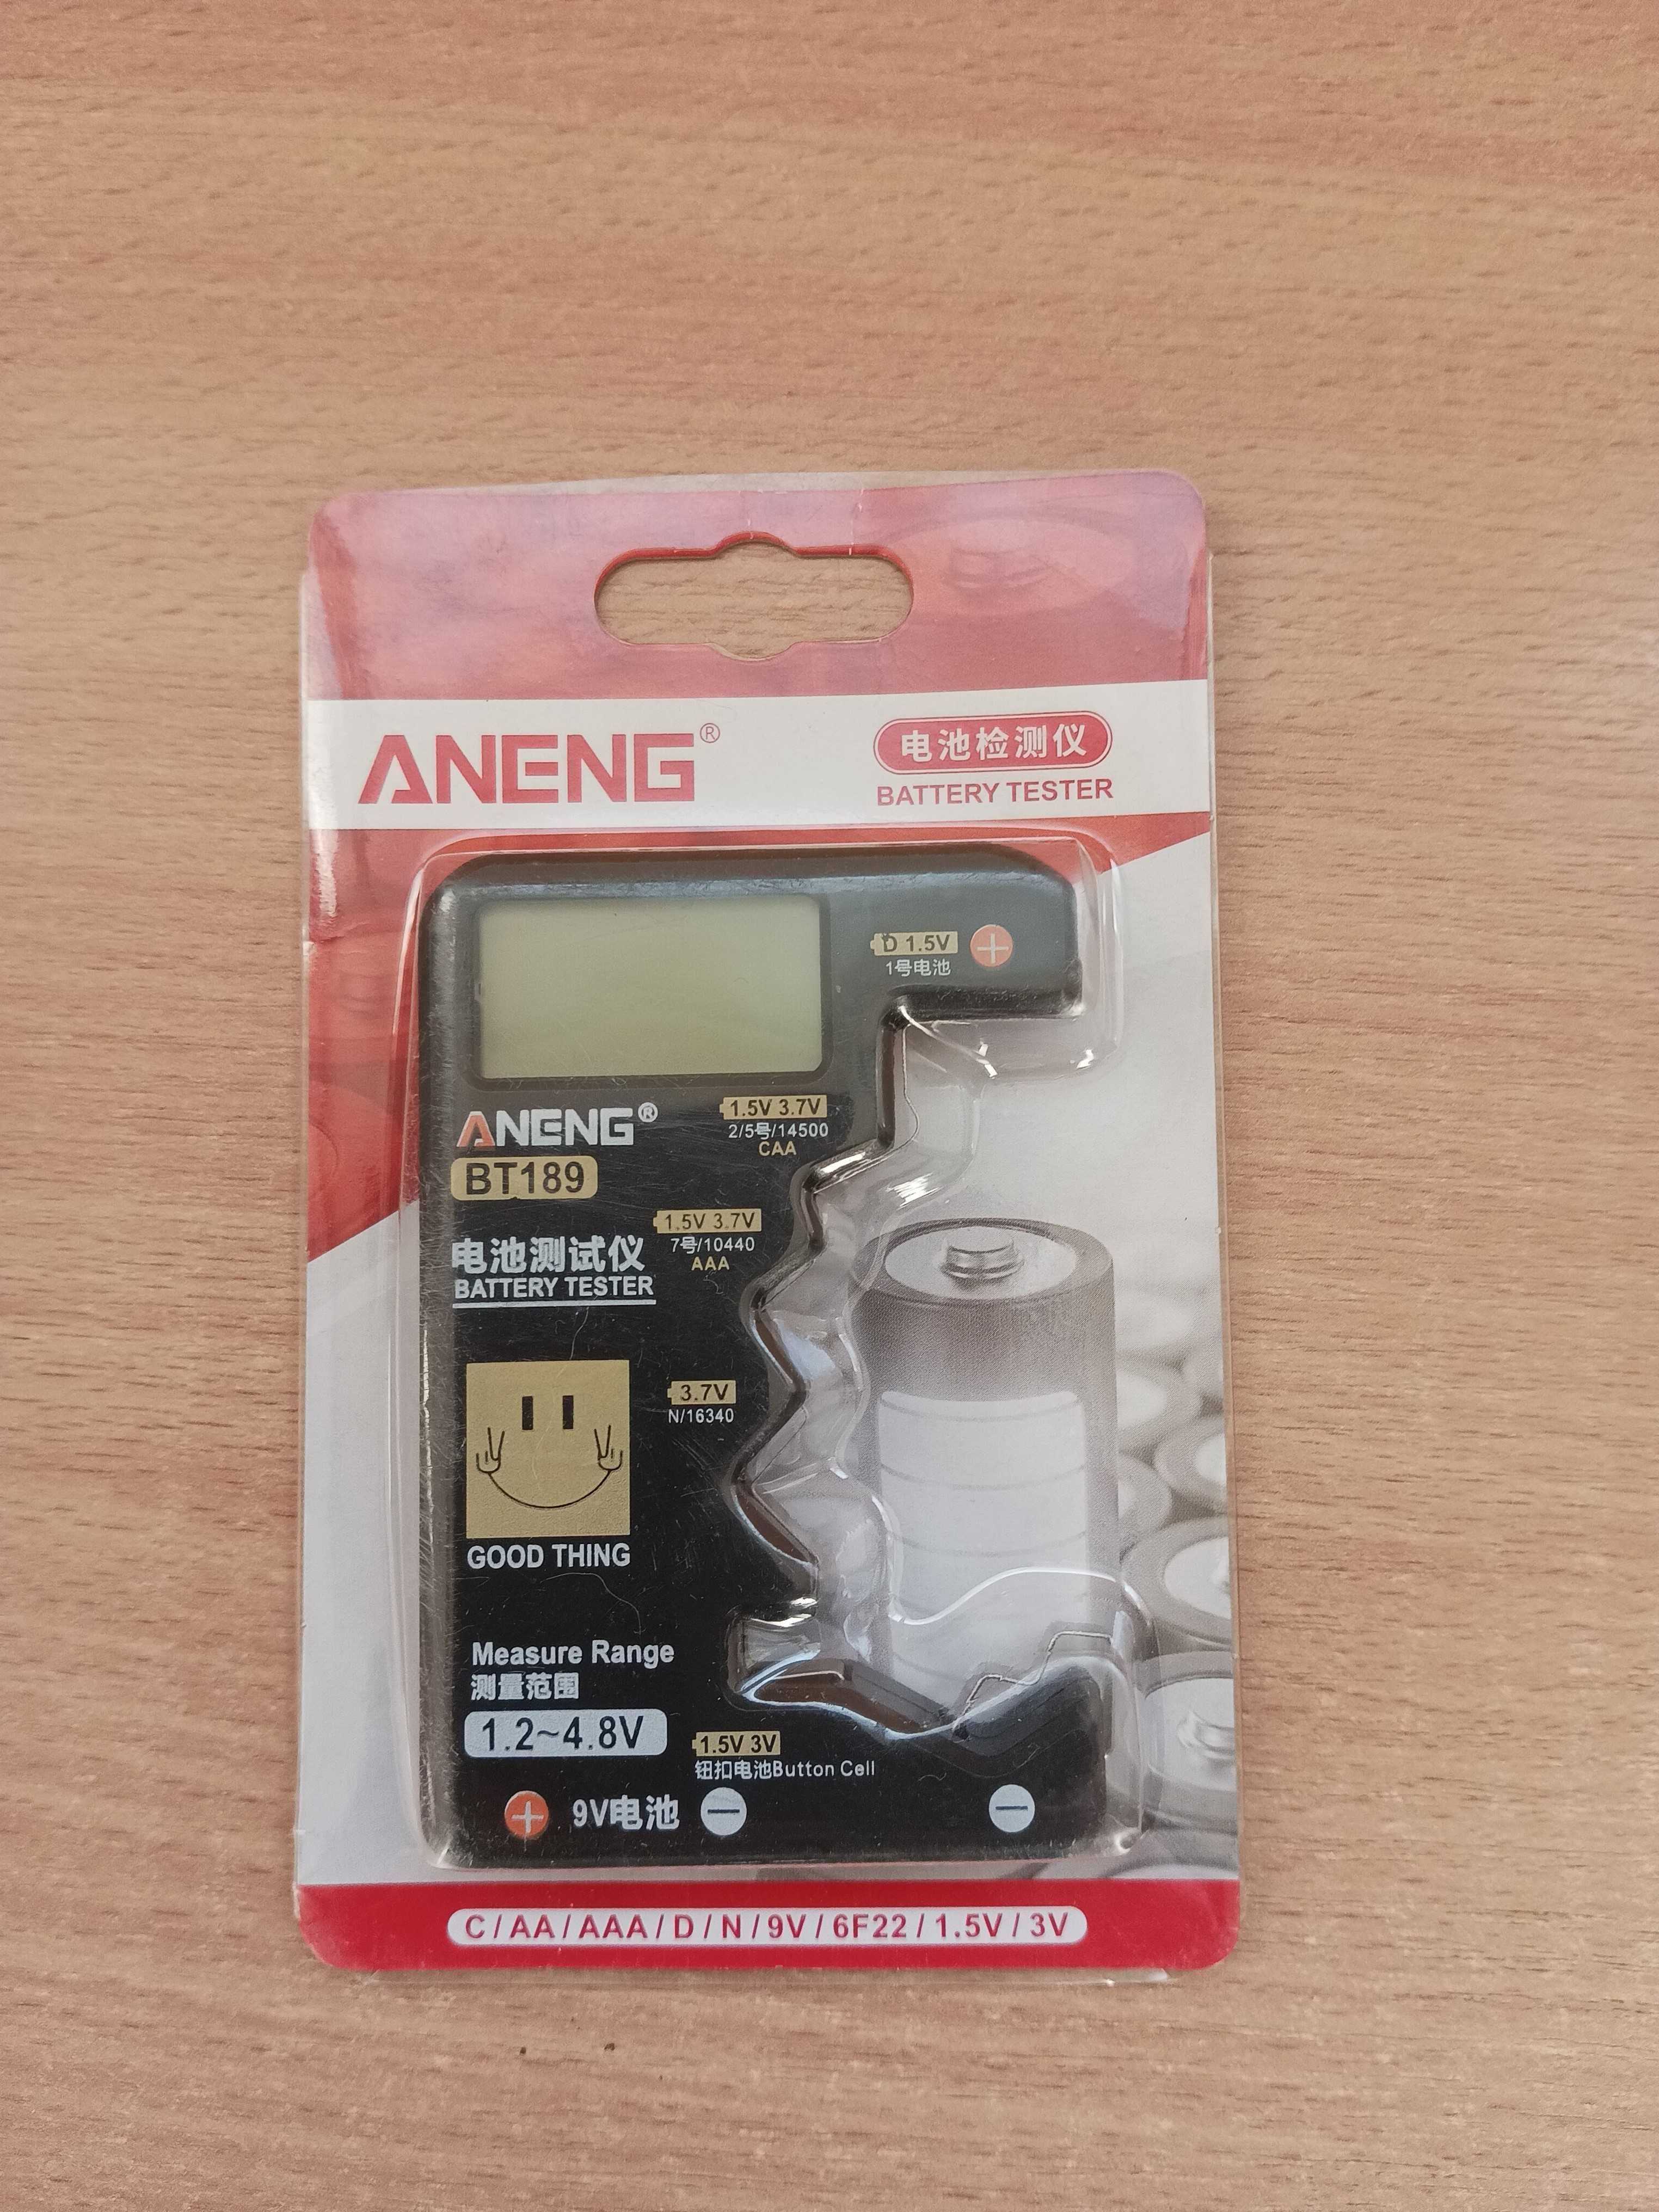 ANENG®
电池检测仪
BATTERY TESTER
D 1.5V
1号电池
ANENG®
BT189
1.5V 3.7V
2/5号/14500
CAA
电池测试仪
BATTERY TESTER
1.5V 3.7V
7号/10440
AAA
3.7V
N/16340
GOOD THING
Measure Range
测量范围
1.2~4.8V
1.5V 3V
钮扣电池Button Cell
+ 9V电池 −
−
C / AA / AAA / D / N / 9V / 6F22 / 1.5V / 3V